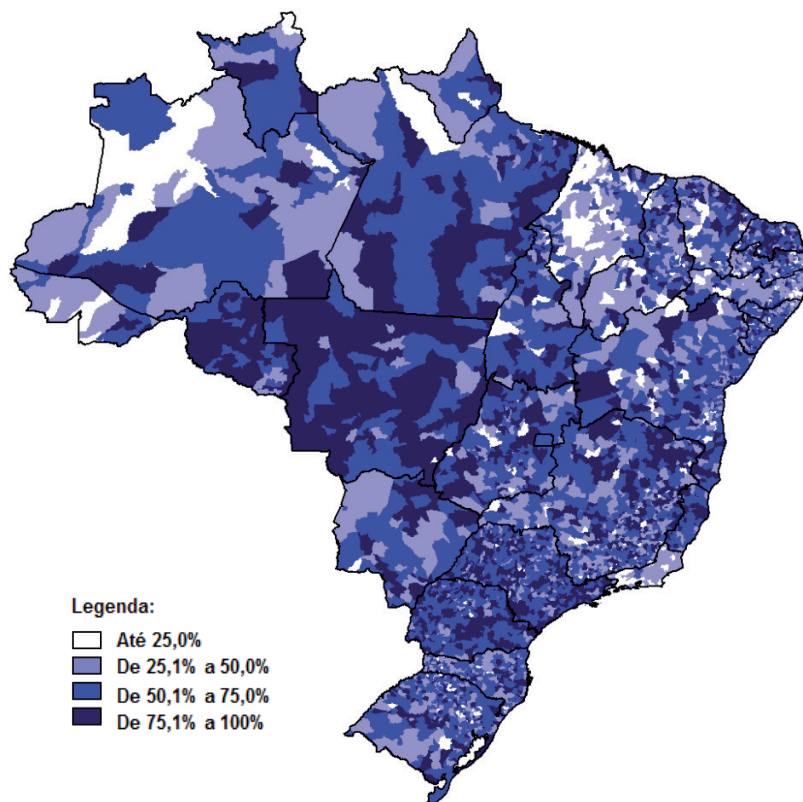 Legenda:
Até 25,0%
De 25,1% a 50,0%
De 50,1% a 75,0%
De 75,1% a 100%